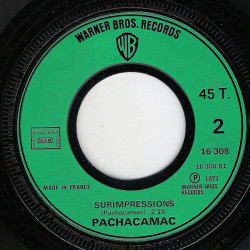 WARNER BROS. RECORDS
WB
45 T.
2
16 308
16 308 B1
MADE IN FRANCE
℗ 1973
WARNER BROS
RECORDS
SURIMPRESSIONS
(Pachacamac) 2:15
PACHACAMAC